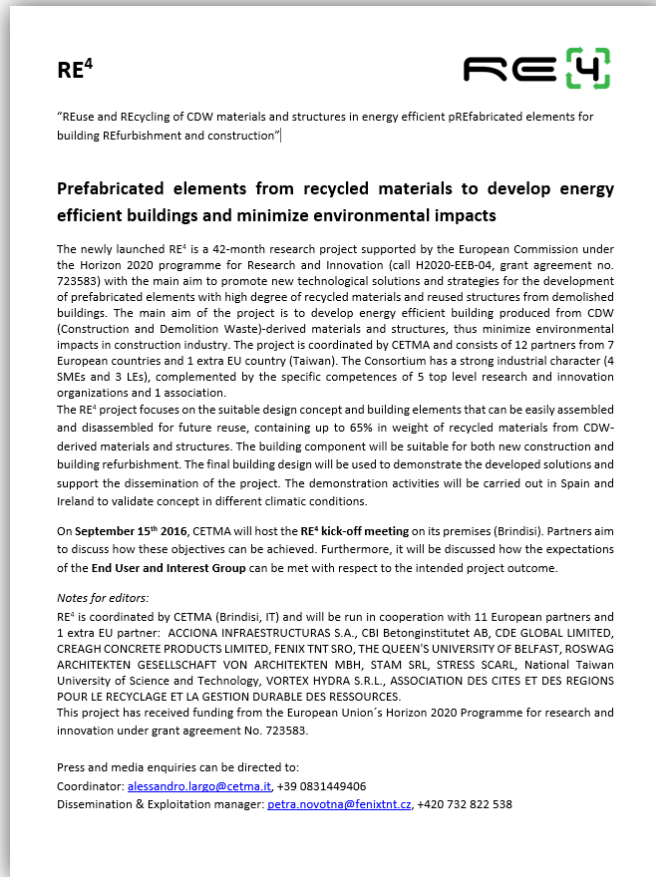 RE⁴
RE4
“REuse and REcycling of CDW materials and structures in energy efficient pREfabricated elements for
building REfurbishment and construction”
Prefabricated elements from recycled materials to develop energy
efficient buildings and minimize environmental impacts
The newly launched RE⁴ is a 42-month research project supported by the European Commission under
the Horizon 2020 programme for Research and Innovation (call H2020-EEB-04, grant agreement no.
723583) with the main aim to promote new technological solutions and strategies for the development
of prefabricated elements with high degree of recycled materials and reused structures from demolished
buildings. The main aim of the project is to develop energy efficient building produced from CDW
(Construction and Demolition Waste)-derived materials and structures, thus minimize environmental
impacts in construction industry. The project is coordinated by CETMA and consists of 12 partners from 7
European countries and 1 extra EU country (Taiwan). The Consortium has a strong industrial character (4
SMEs and 3 LEs), complemented by the specific competences of 5 top level research and innovation
organizations and 1 association.
The RE⁴ project focuses on the suitable design concept and building elements that can be easily assembled
and disassembled for future reuse, containing up to 65% in weight of recycled materials from CDW-
derived materials and structures. The building component will be suitable for both new construction and
building refurbishment. The final building design will be used to demonstrate the developed solutions and
support the dissemination of the project. The demonstration activities will be carried out in Spain and
Ireland to validate concept in different climatic conditions.
On September 15th 2016, CETMA will host the RE⁴ kick-off meeting on its premises (Brindisi). Partners aim
to discuss how these objectives can be achieved. Furthermore, it will be discussed how the expectations
of the End User and Interest Group can be met with respect to the intended project outcome.
Notes for editors:
RE⁴ is coordinated by CETMA (Brindisi, IT) and will be run in cooperation with 11 European partners and
1 extra EU partner: ACCIONA INFRAESTRUCTURAS S.A., CBI Betonginstitutet AB, CDE GLOBAL LIMITED,
CREAGH CONCRETE PRODUCTS LIMITED, FENIX TNT SRO, THE QUEEN'S UNIVERSITY OF BELFAST, ROSWAG
ARCHITEKTEN GESELLSCHAFT VON ARCHITEKTEN MBH, STAM SRL, STRESS SCARL, National Taiwan
University of Science and Technology, VORTEX HYDRA S.R.L., ASSOCIATION DES CITES ET DES REGIONS
POUR LE RECYCLAGE ET LA GESTION DURABLE DES RESSOURCES.
This project has received funding from the European Union´s Horizon 2020 Programme for research and
innovation under grant agreement No. 723583.
Press and media enquiries can be directed to:
Coordinator: alessandro.largo@cetma.it, +39 0831449406
Dissemination & Exploitation manager: petra.novotna@fenixtnt.cz, +420 732 822 538